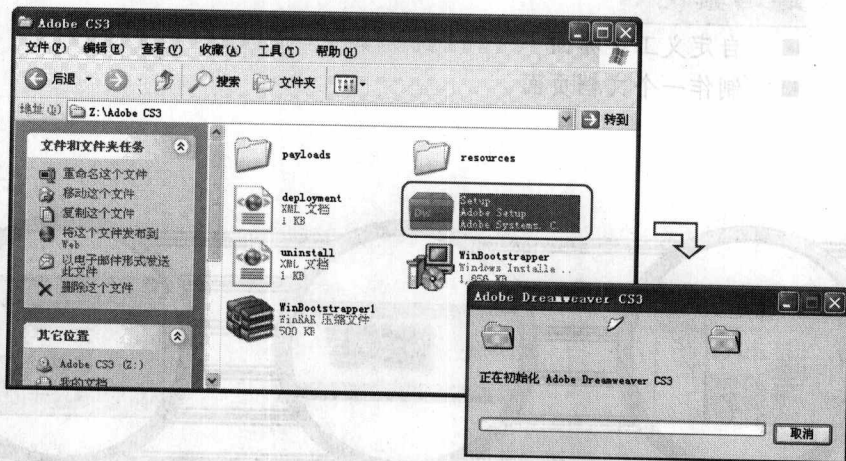 Adobe CS3
文件(F) 编辑(E) 查看(V) 收藏(A) 工具(T) 帮助(H)
后退 搜索 文件夹
地址(D) Z:\Adobe CS3 转到
文件和文件夹任务
重命名这个文件
移动这个文件
复制这个文件
将这个文件发布到
Web
以电子邮件形式发送
此文件
删除这个文件
其它位置
Adobe CS3 (Z:)
我的文档
payloads
resources
deployment
XML 文档
1 KB
Setup
Adobe Setup
Adobe Systems, C
uninstall
XML 文档
1 KB
WinBootstrapper
Windows Installe ..
1,656 KB
WinBootstrapper1
WinRAR 压缩文件
500 KB
Adobe Dreamweaver CS3
正在初始化 Adobe Dreamweaver CS3
取消